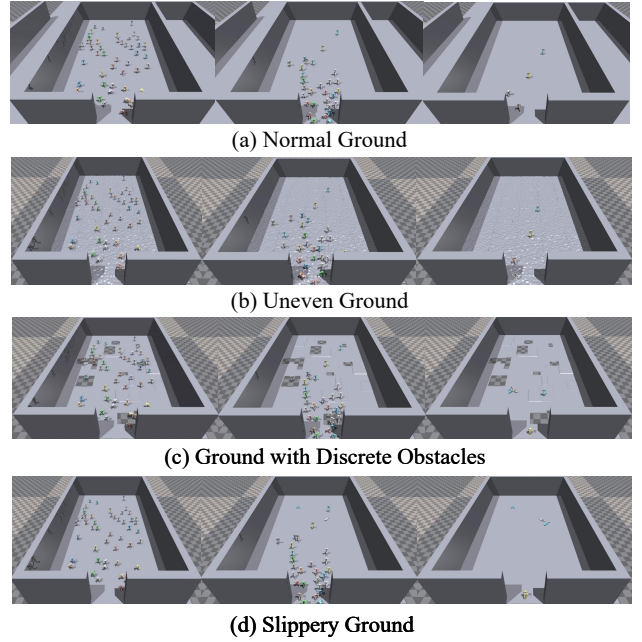 (a) Normal Ground
(b) Uneven Ground
(c) Ground with Discrete Obstacles
(d) Slippery Ground